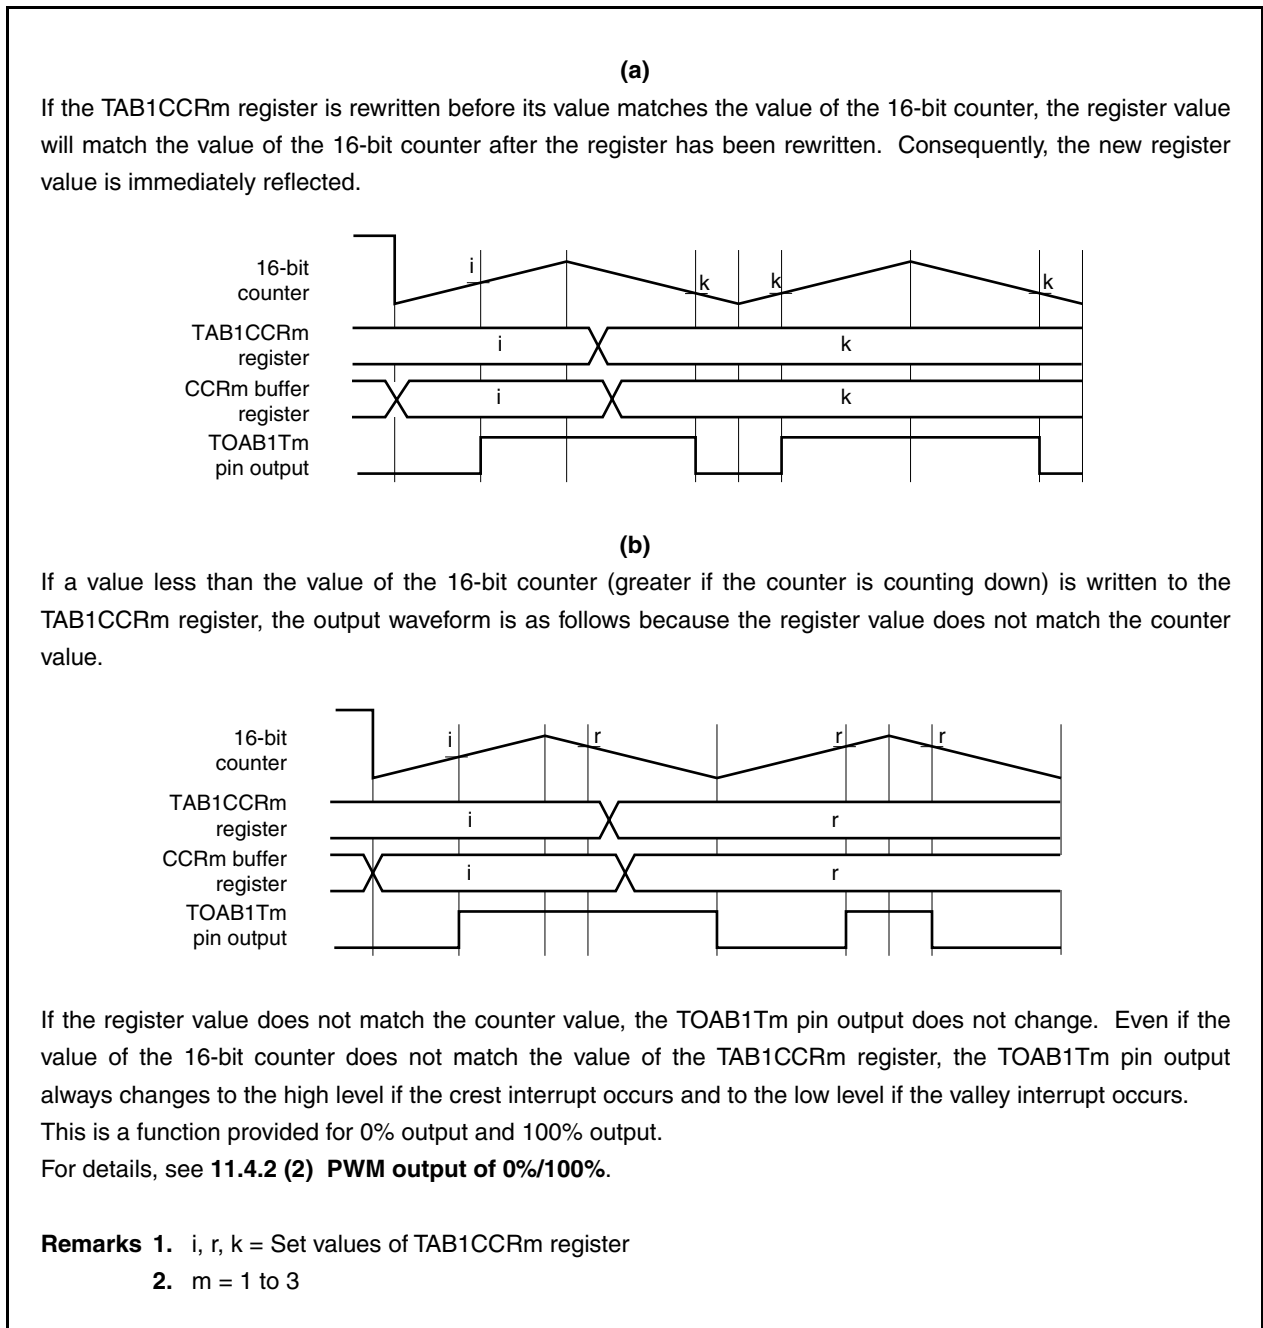 (a)
If the TAB1CCRm register is rewritten before its value matches the value of the 16-bit counter, the register value
will match the value of the 16-bit counter after the register has been rewritten. Consequently, the new register
value is immediately reflected.
16-bit
counter
i
k
k
k
TAB1CCRm
register
i
k
CCRm buffer
register
i
k
TOAB1Tm
pin output
(b)
If a value less than the value of the 16-bit counter (greater if the counter is counting down) is written to the
TAB1CCRm register, the output waveform is as follows because the register value does not match the counter
value.
16-bit
counter
i
r
r
r
TAB1CCRm
register
i
r
CCRm buffer
register
i
r
TOAB1Tm
pin output
If the register value does not match the counter value, the TOAB1Tm pin output does not change. Even if the
value of the 16-bit counter does not match the value of the TAB1CCRm register, the TOAB1Tm pin output
always changes to the high level if the crest interrupt occurs and to the low level if the valley interrupt occurs.
This is a function provided for 0% output and 100% output.
For details, see 11.4.2 (2) PWM output of 0%/100%.
Remarks 1. i, r, k = Set values of TAB1CCRm register
2. m = 1 to 3